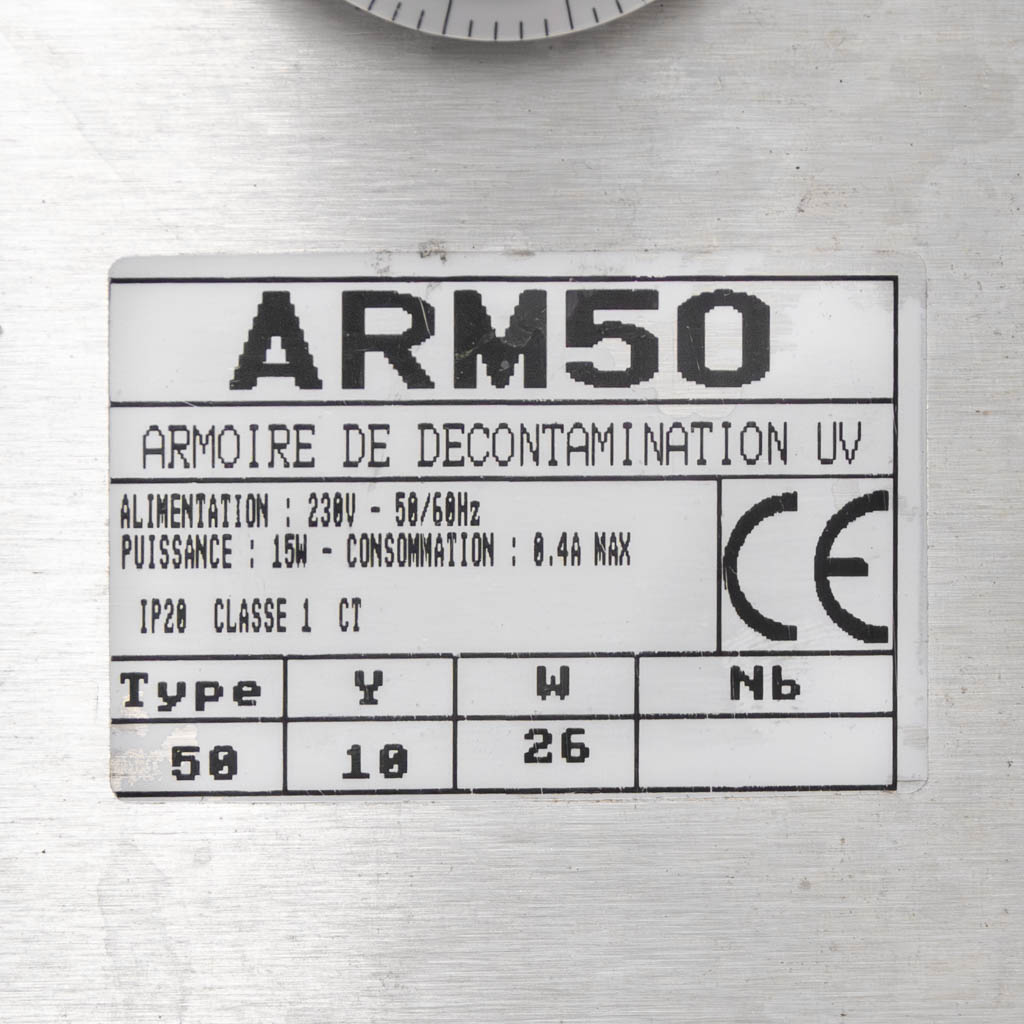 ARM50
ARMOIRE DE DECONTAMINATION UV
ALIMENTATION : 230V - 50/60Hz
PUISSANCE : 15W - CONSOMMATION : 0.4A MAX
IP20 CLASSE 1 CT
CE
Type Y W Nb
50 10 26